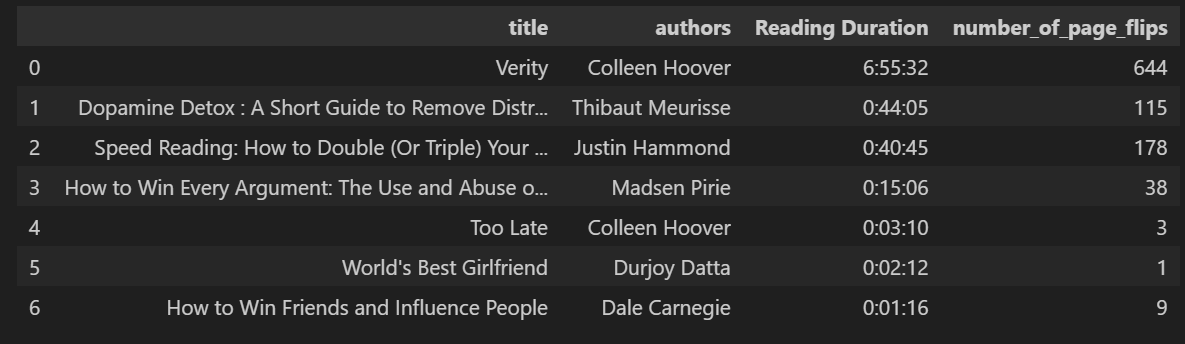 title authors Reading Duration number_of_page_flips
0 Verity Colleen Hoover 6:55:32 644
1 Dopamine Detox : A Short Guide to Remove Distr... Thibaut Meurisse 0:44:05 115
2 Speed Reading: How to Double (Or Triple) Your ... Justin Hammond 0:40:45 178
3 How to Win Every Argument: The Use and Abuse o... Madsen Pirie 0:15:06 38
4 Too Late Colleen Hoover 0:03:10 3
5 World's Best Girlfriend Durjoy Datta 0:02:12 1
6 How to Win Friends and Influence People Dale Carnegie 0:01:16 9